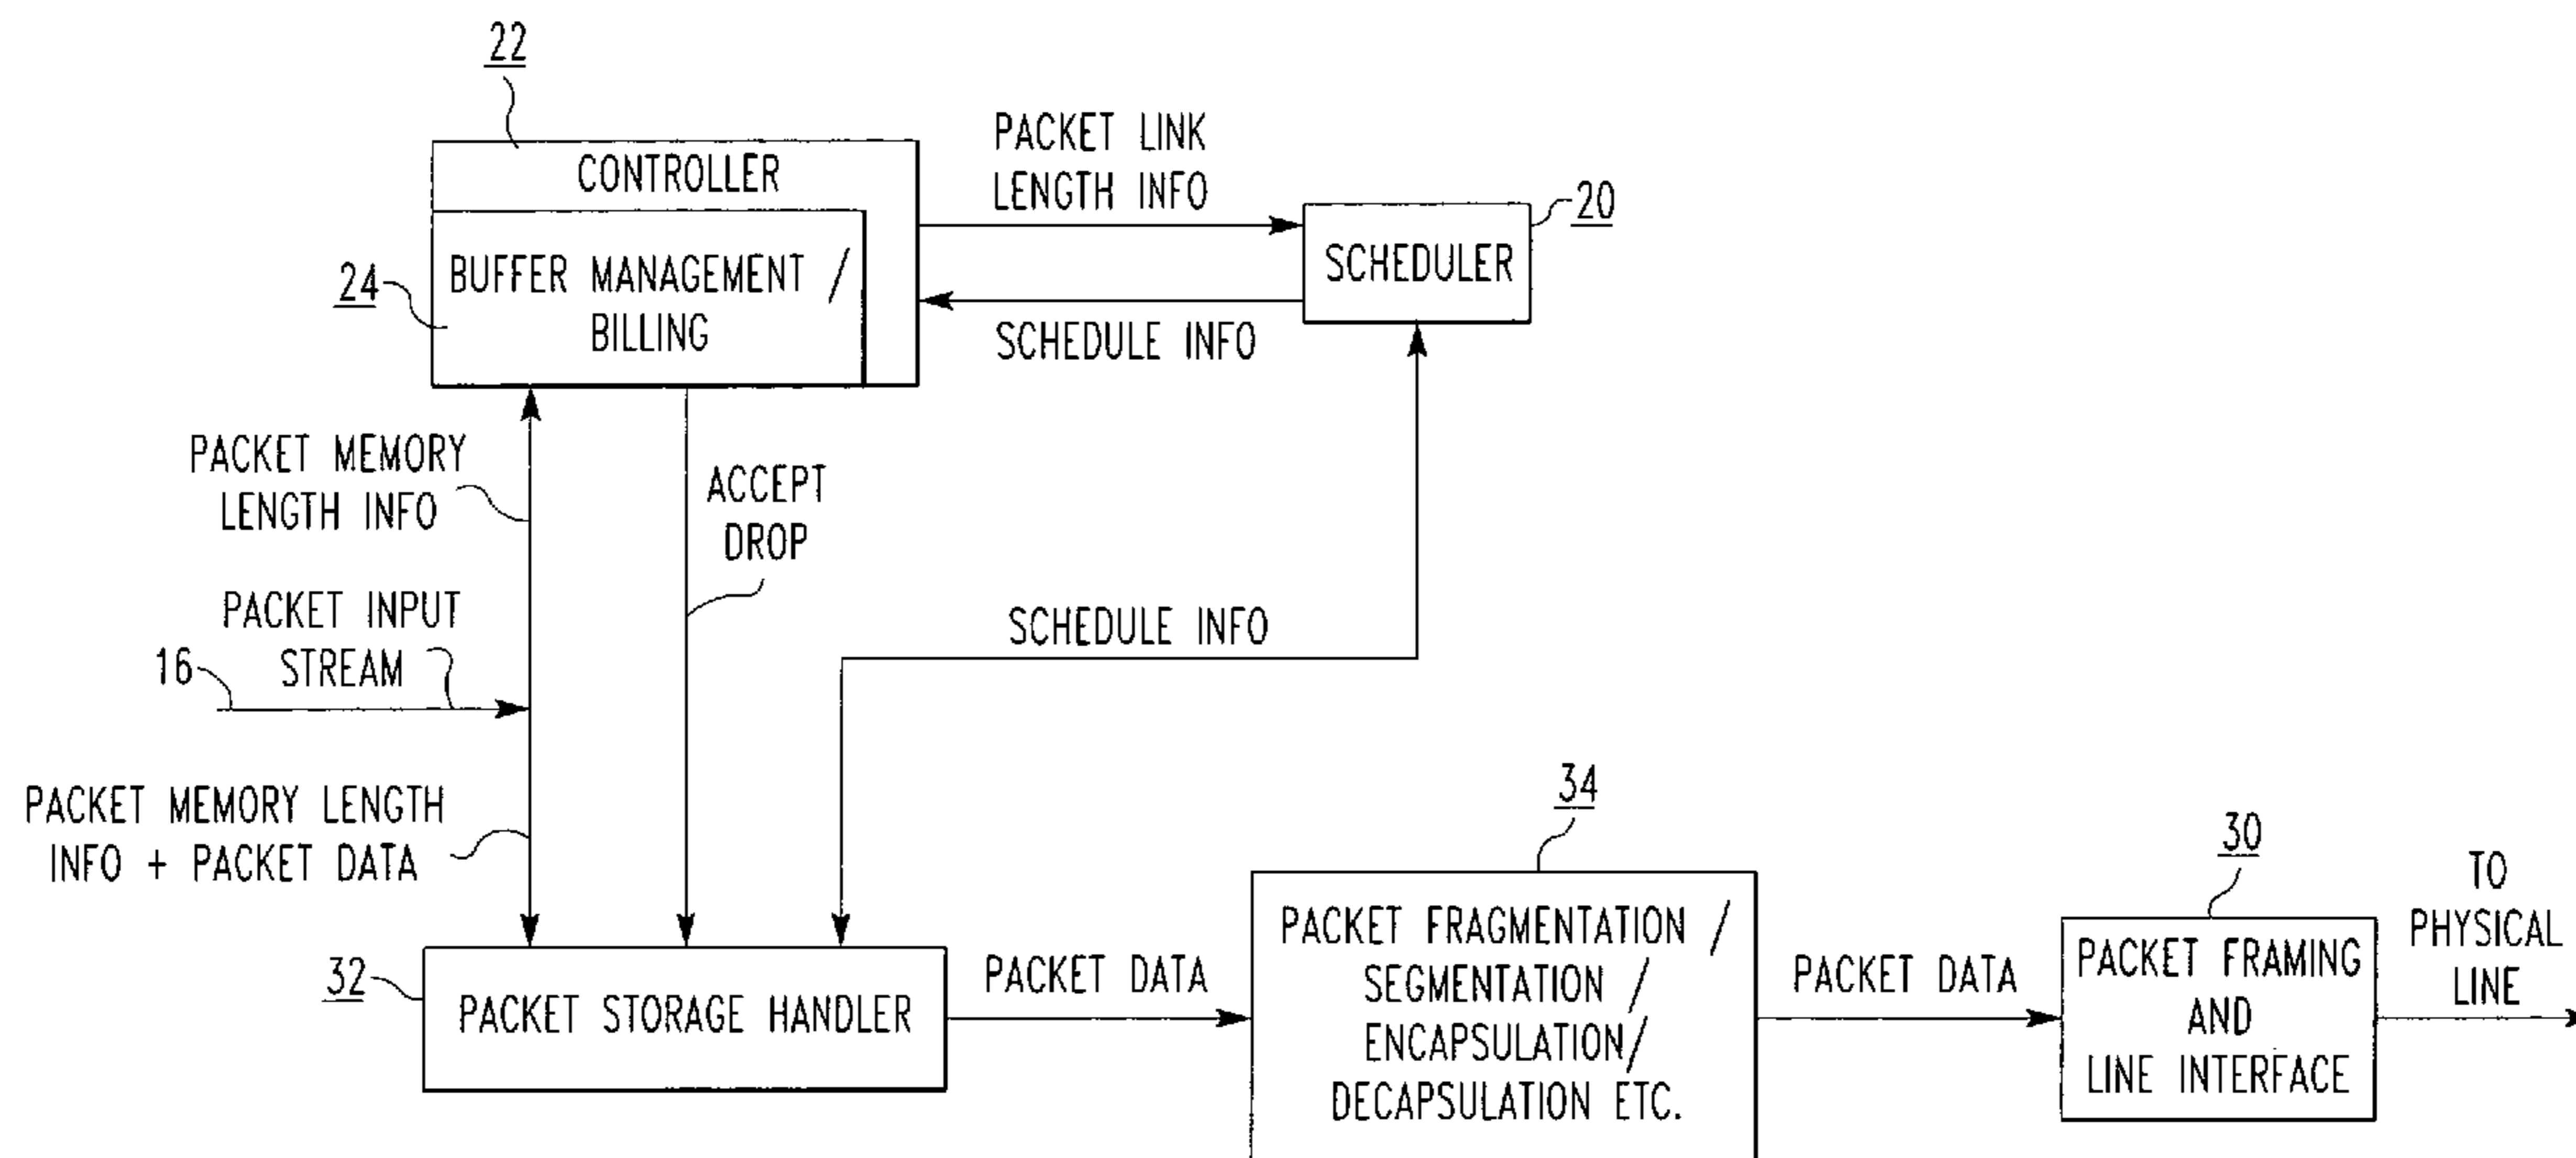 22
CONTROLLER
24
BUFFER MANAGEMENT /
BILLING
PACKET LINK
LENGTH INFO
SCHEDULE INFO
20
SCHEDULER
PACKET MEMORY
LENGTH INFO
ACCEPT
DROP
PACKET INPUT
STREAM
16
SCHEDULE INFO
PACKET MEMORY LENGTH
INFO + PACKET DATA
32
PACKET STORAGE HANDLER
PACKET DATA
34
PACKET FRAGMENTATION /
SEGMENTATION /
ENCAPSULATION/
DECAPSULATION ETC.
PACKET DATA
30
PACKET FRAMING
AND
LINE INTERFACE
TO
PHYSICAL
LINE